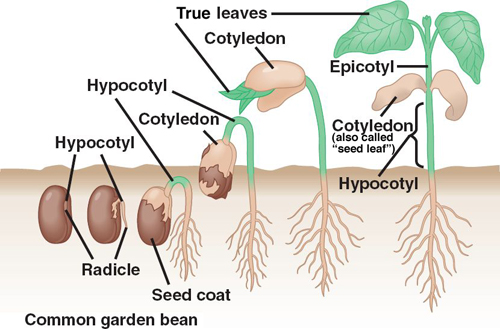 True leaves
Cotyledon
Hypocotyl
Epicotyl
Cotyledon
Cotyledon
(also called
"seed leaf")
Hypocotyl
Hypocotyl
Radicle
Seed coat
Common garden bean